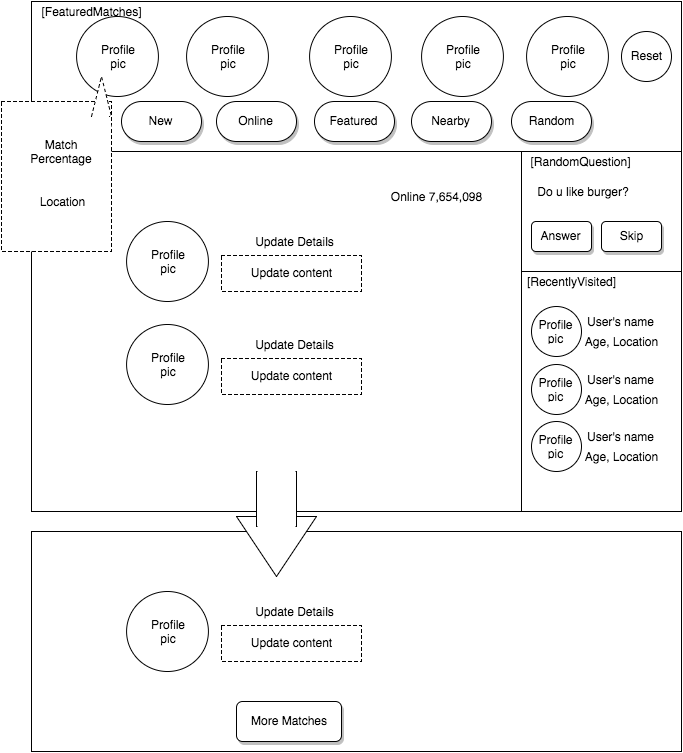 [FeaturedMatches]
Profile
pic
Profile
pic
Profile
pic
Profile
pic
Profile
pic
Reset
New
Online
Featured
Nearby
Random
Match
Percentage
Location
Online 7,654,098
Update Details
Profile
pic
Update content
Update Details
Profile
pic
Update content
[RandomQuestion]
Do u like burger?
Answer
Skip
[RecentlyVisited]
Profile
pic
User's name
Age, Location
Profile
pic
User's name
Age, Location
Profile
pic
User's name
Age, Location
Update Details
Profile
pic
Update content
More Matches